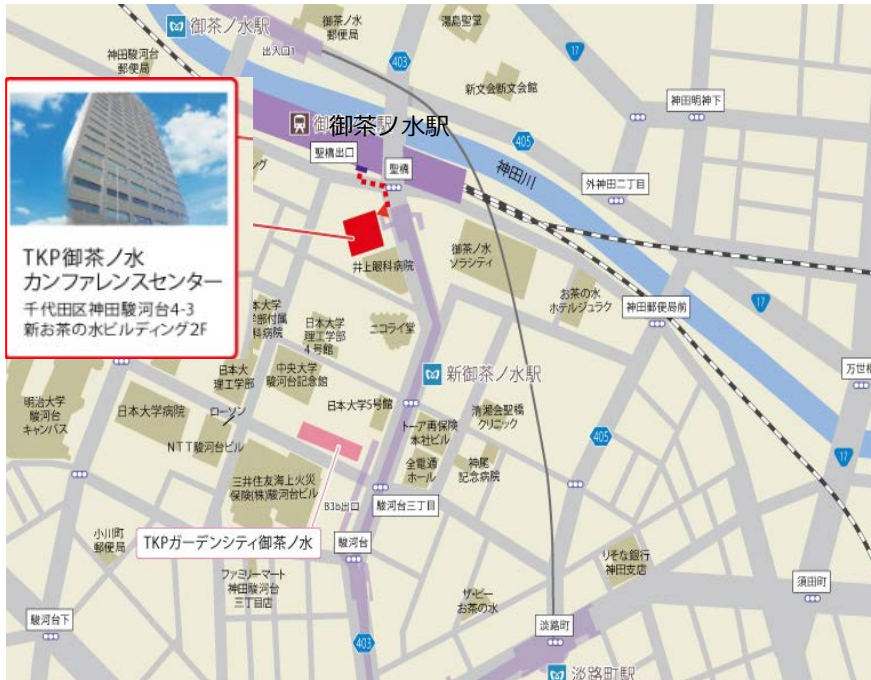 御茶ノ水駅
出入口1
御茶ノ水
郵便局
湯島聖堂
403
17
神田駿河台
郵便局
新文会断文会館
神田明神下
御茶ノ水駅
405
聖橋出口
聖橋
神田川
外神田二丁目
TKP御茶ノ水
カンファレンスセンター
千代田区神田駿河台4-3
新お茶の水ビルディング2F
井上眼科病院
御茶ノ水
ソラシティ
お茶の水
ホテルジュラク
神田郵便局前
17
日本大学
理工学部
4号館
ニコライ堂
新御茶ノ水駅
日本大
理工学部
中央大学
駿河台記念館
明治大学
駿河台
キャンパス
日本大学病院
ローソン
日本大学5号館
トーア再保険
本社ビル
清瀬会聖橋
クリニック
405
NTT駿河台ビル
全電通
ホール
神尾
記念病院
17
三井住友海上火災
保険(株)駿河台ビル
B3b出口
駿河台三丁目
小川町
郵便局
TKPガーデンシティ御茶ノ水
駿河台
りそな銀行
神田支店
ファミリーマート
神田駿河台
三丁目店
ザ・ビー
お茶の水
須田町
駿河台下
403
淡路町
淡路町駅